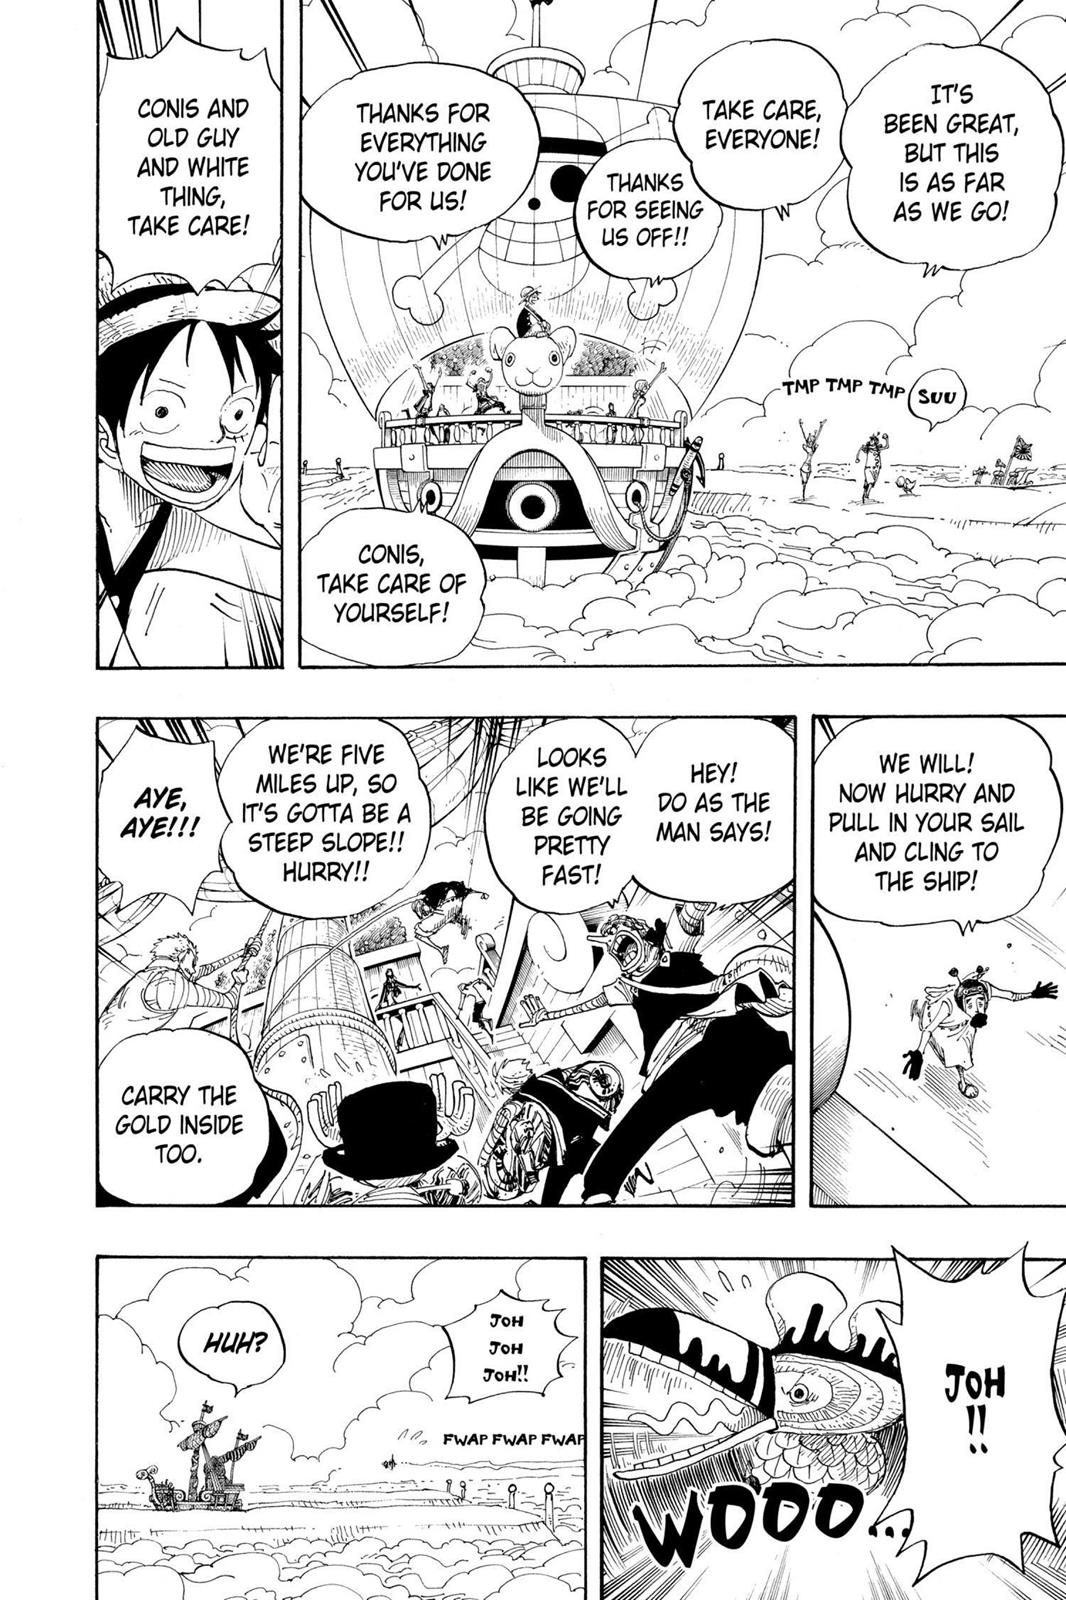 IT'S
BEEN GREAT,
BUT THIS
IS AS FAR
AS WE GO!
TAKE CARE,
EVERYONE!
THANKS
FOR SEEING
US OFF!!
THANKS FOR
EVERYTHING
YOU'VE DONE
FOR US!
TMP TMP TMP
SUU
CONIS,
TAKE CARE OF
YOURSELF!
CONIS AND
OLD GUY
AND WHITE
THING,
TAKE CARE!
WE WILL!
NOW HURRY AND
PULL IN YOUR SAIL
AND CLING TO
THE SHIP!
HEY!
DO AS THE
MAN SAYS!
LOOKS
LIKE WE'LL
BE GOING
PRETTY
FAST!
WE'RE FIVE
MILES UP, SO
IT'S GOTTA BE A
STEEP SLOPE!!
HURRY!!
AYE,
AYE!!!
CARRY THE
GOLD INSIDE
TOO.
JOH
!!
WOOO...
JOH
JOH
JOH!!
FWAP FWAP FWAP
HUH?